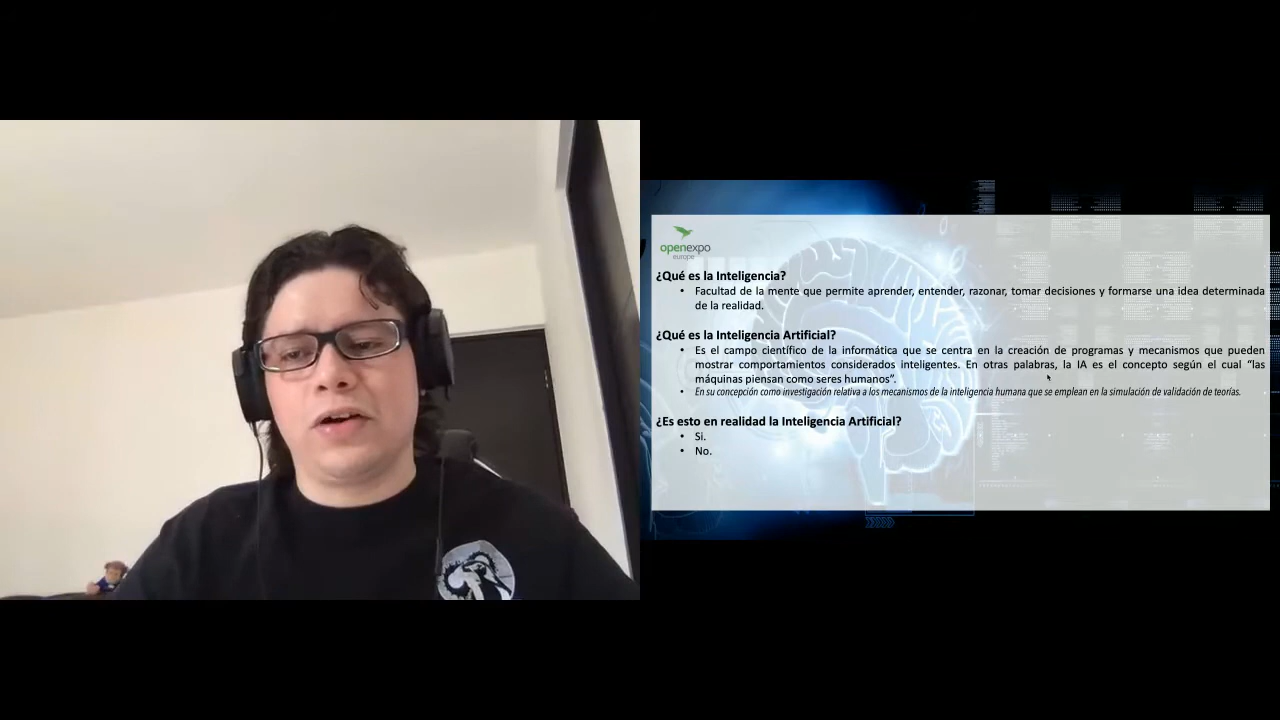 openexpo
europe
¿Qué es la Inteligencia?
• Facultad de la mente que permite aprender, entender, razonar, tomar decisiones y formarse una idea determinada
de la realidad.
¿Qué es la Inteligencia Artificial?
• Es el campo científico de la informática que se centra en la creación de programas y mecanismos que pueden
mostrar comportamientos considerados inteligentes. En otras palabras, la IA es el concepto según el cual “las
máquinas piensan como seres humanos”.
• En su concepción como investigación relativa a los mecanismos de la inteligencia humana que se emplean en la simulación de validación de teorías.
¿Es esto en realidad la Inteligencia Artificial?
• Si.
• No.